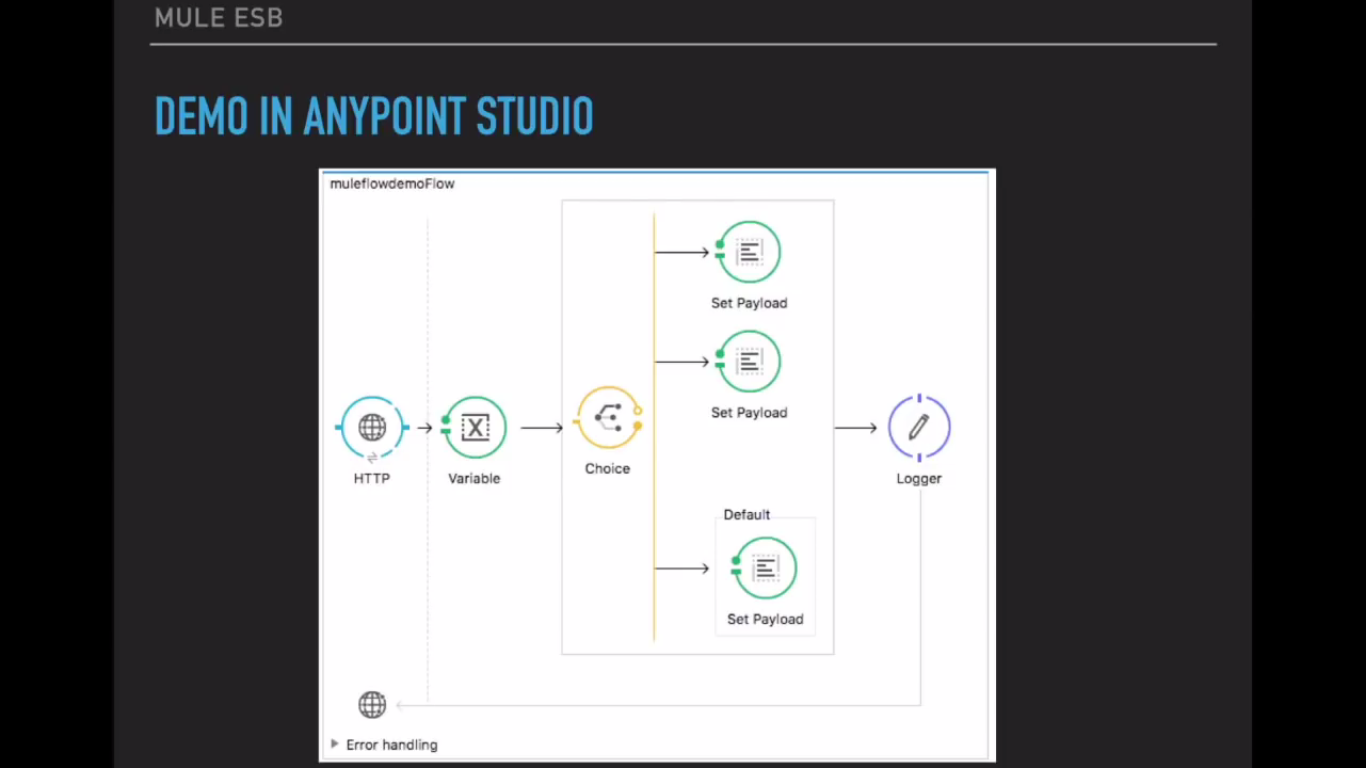 MULE ESB
DEMO IN ANYPOINT STUDIO
muleflowdemoFlow
Set Payload
Set Payload
HTTP
Variable
Choice
Logger
Default
Set Payload
Error handling